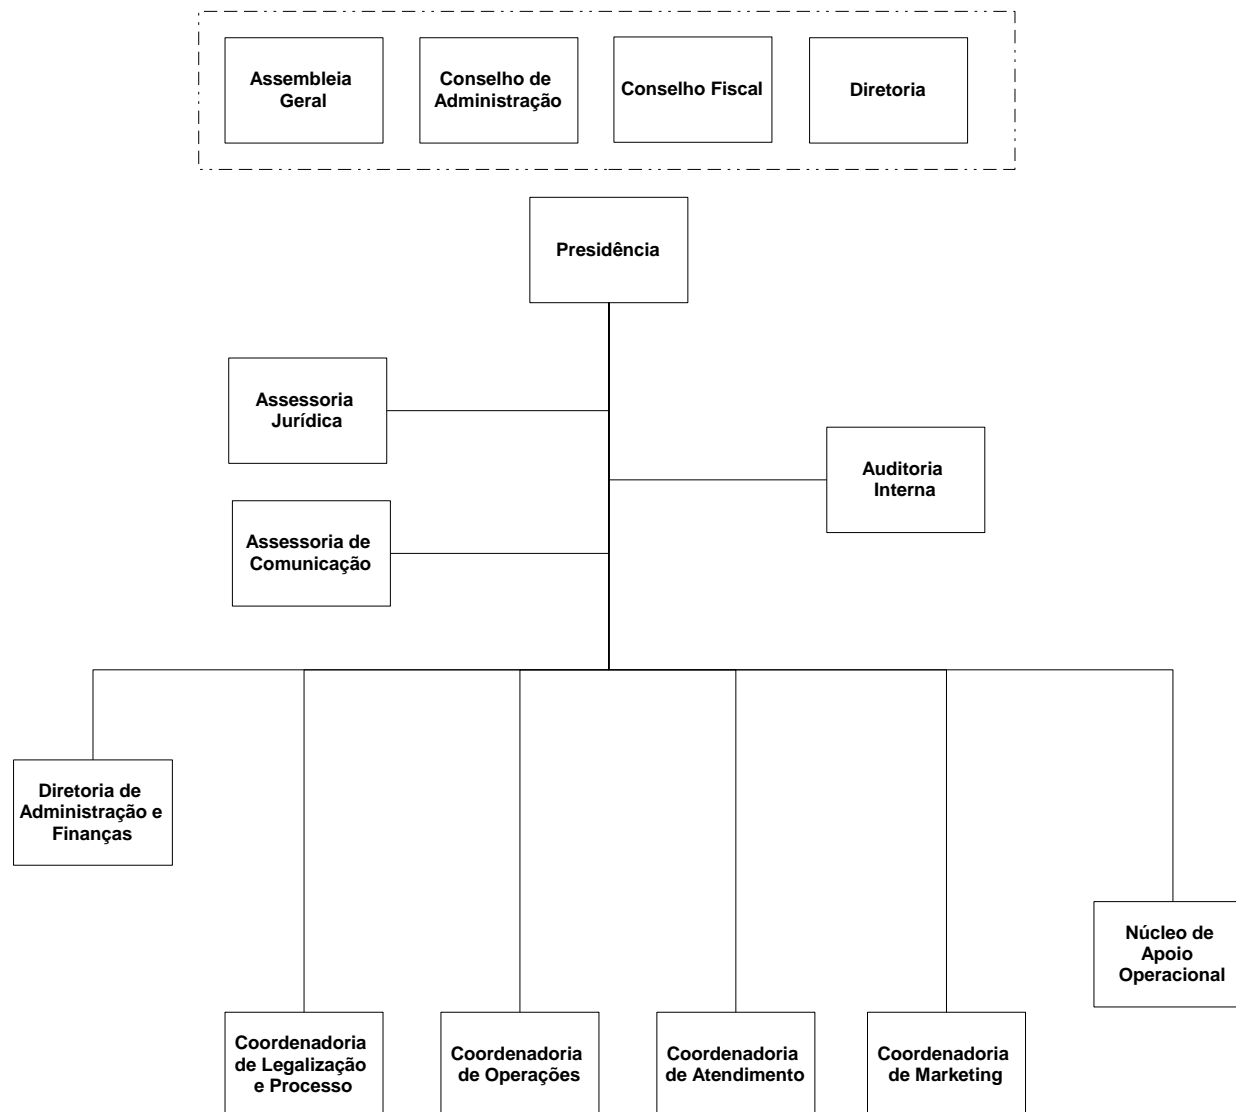 Assembleia
Geral
Conselho de
Administração
Conselho Fiscal
Diretoria
Presidência
Assessoria
Jurídica
Auditoria
Interna
Assessoria de
Comunicação
Diretoria de
Administração e
Finanças
Núcleo de
Apoio
Operacional
Coordenadoria
de Legalização
e Processo
Coordenadoria
de Operações
Coordenadoria
de Atendimento
Coordenadoria
de Marketing